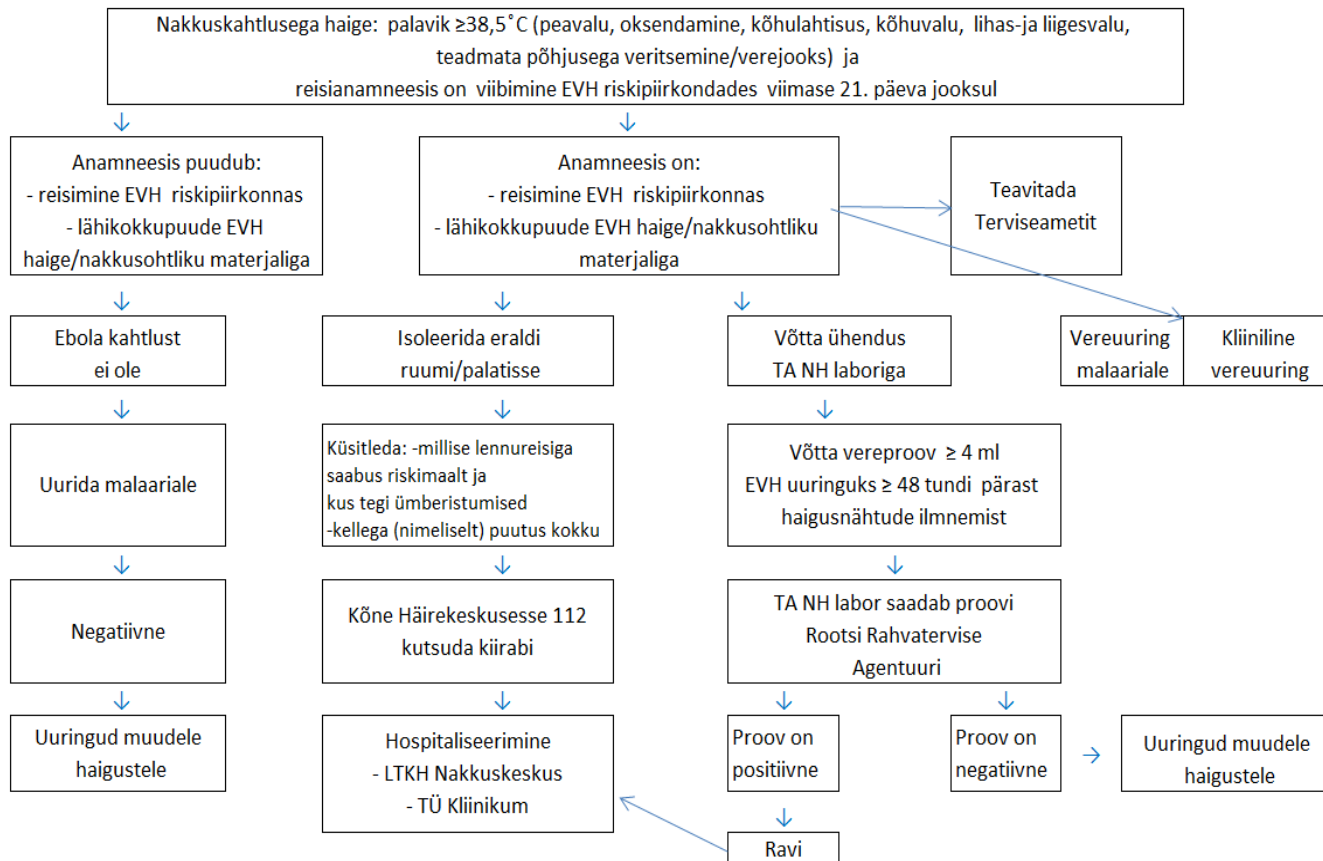 Nakkuskahtlusega haige: palavik ≥38,5˚C (peavalu, oksendamine, kõhulahtisus, kõhuvalu, lihas-ja liigesvalu,
teadmata põhjusega veritsemine/verejooks) ja
reisianamneesis on viibimine EVH riskipiirkondades viimase 21. päeva jooksul
Anamneesis puudub:
- reisimine EVH riskipiirkonnas
- lähikokkupuude EVH
haige/nakkusohtliku materjaliga
Anamneesis on:
- reisimine EVH riskipiirkonnas
- lähikokkupuude EVH haige/nakkusohtliku
materjaliga
Teavitada
Terviseametit
Ebola kahtlust
ei ole
Isoleerida eraldi
ruumi/palatisse
Võtta ühendus
TA NH laboriga
Vereuuring
malaariale
Kliiniline
vereuuring
Uurida malaariale
Küsitleda: -millise lennureisiga
saabus riskimaalt ja
kus tegi ümberistumised
-kellega (nimeliselt) puutus kokku
Võtta vereproov ≥ 4 ml
EVH uuringuks ≥ 48 tundi pärast
haigusnähtude ilmnemist
Negatiivne
Kõne Häirekeskusesse 112
kutsuda kiirabi
TA NH labor saadab proovi
Rootsi Rahvatervise
Agentuuri
Uuringud muudele
haigustele
Hospitaliseerimine
- LTKH Nakkuskeskus
- TÜ Kliinikum
Proov on
positiivne
Proov on
negatiivne
Uuringud muudele
haigustele
Ravi